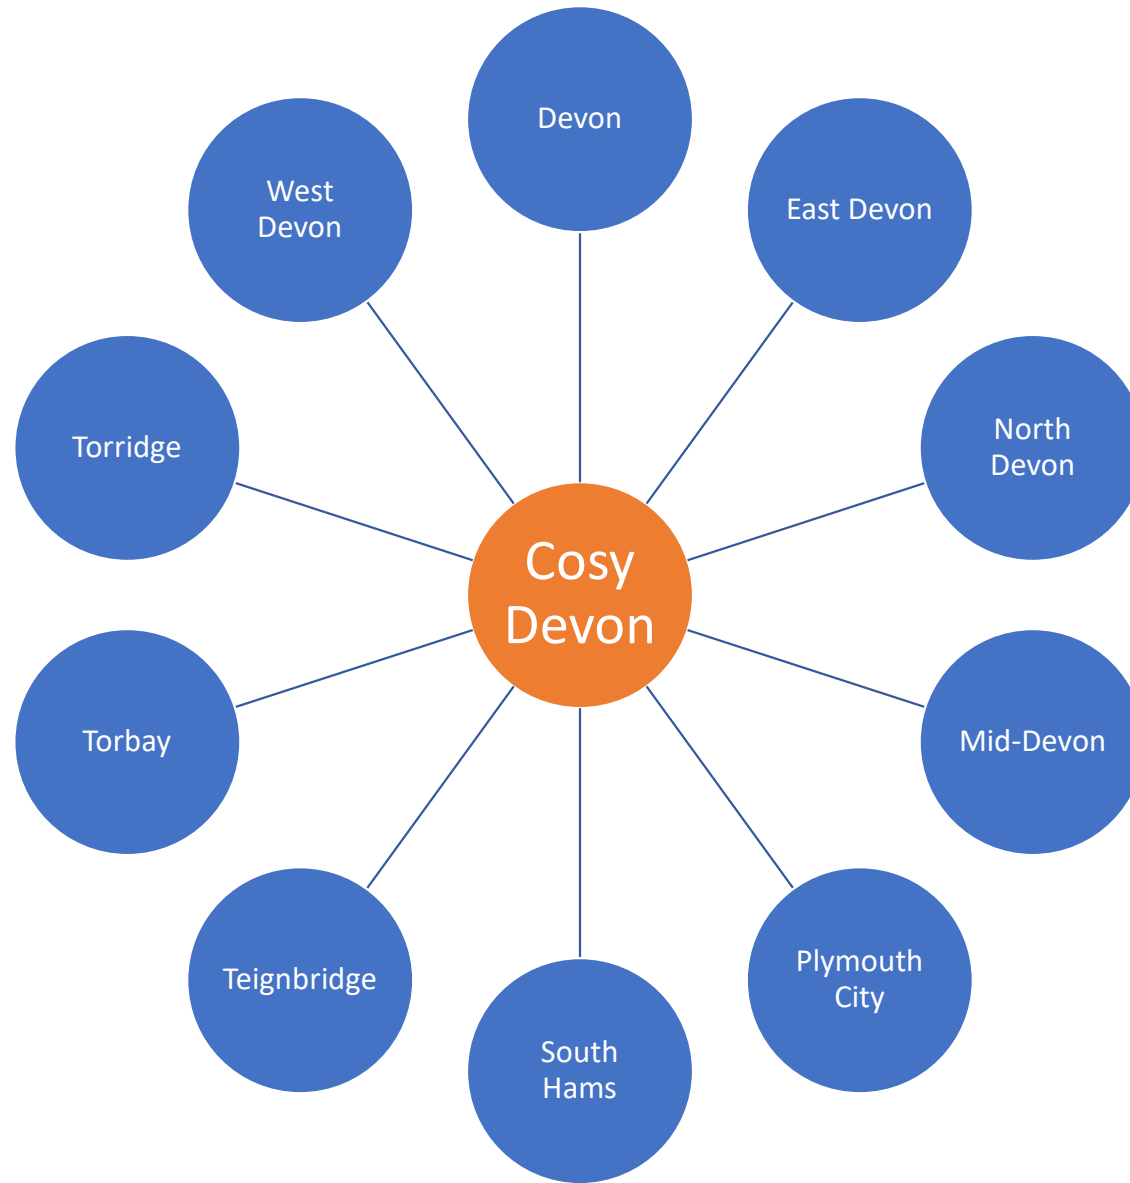 Devon
East Devon
North
Devon
Mid-Devon
Plymouth
City
South
Hams
Teignbridge
Torbay
Torridge
West
Devon
Cosy
Devon